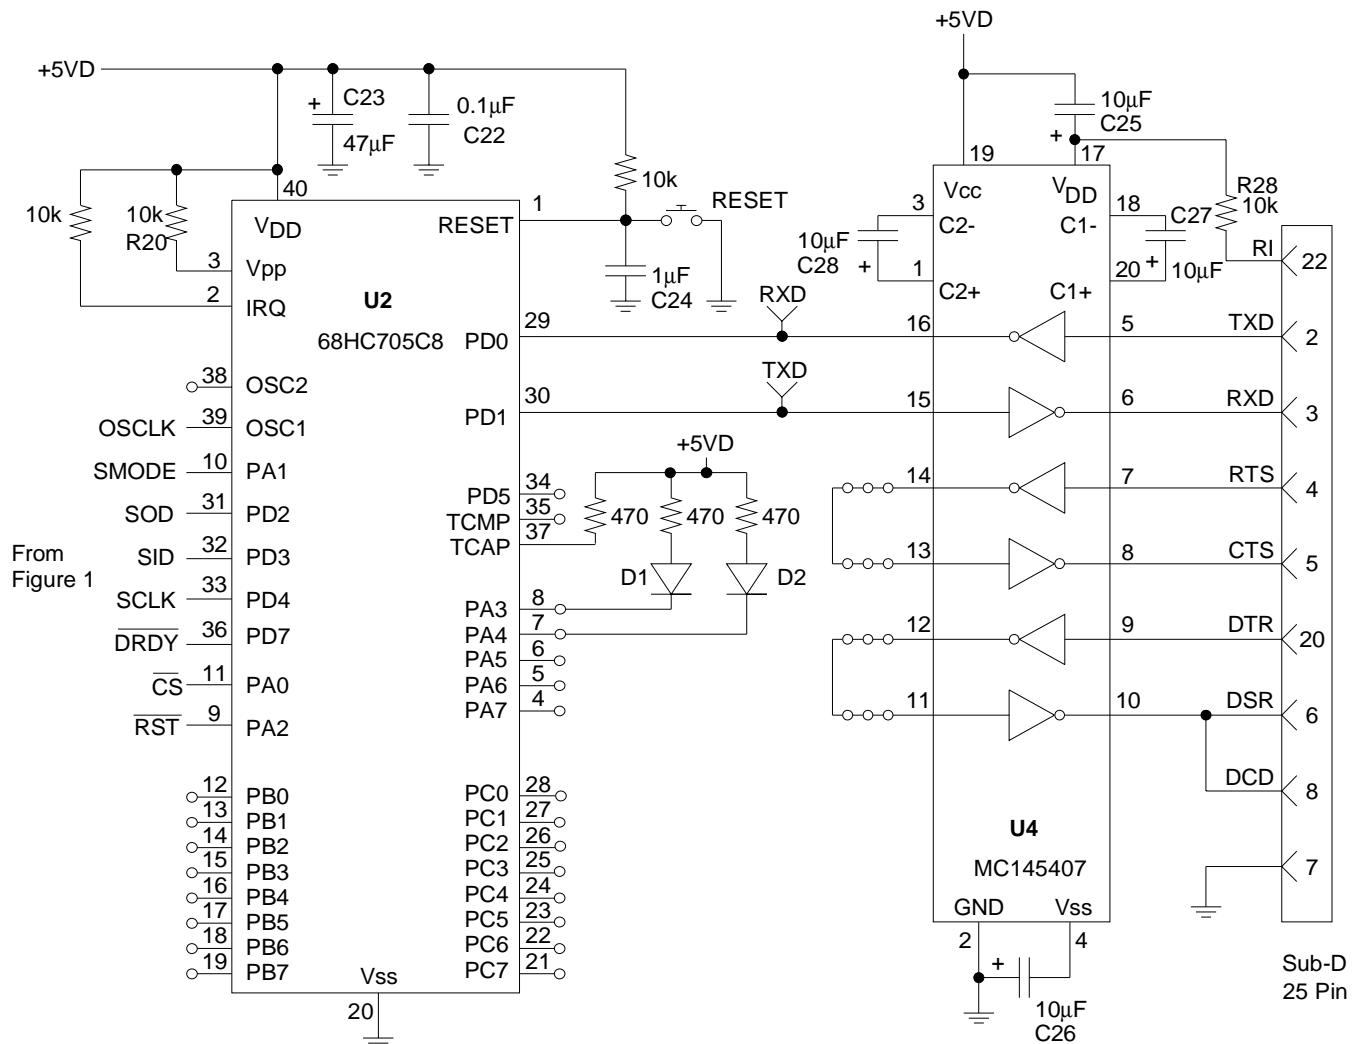 +5VD
+5VD
C23
+
47µF
0.1µF
C22
10µF
C25
+
19
17
40
10k
10k
R20
10k
1
RESET
RESET
VDD
3
Vpp
2
IRQ
U2
68HC705C8
1µF
C24
Vcc
VDD
3
C2-
C1-
18
C27
R28
10k
10µF
C28
+
1
C2+
C1+
20
+
10µF
RI
22
29
PD0
RXD
16
5
TXD
2
30
PD1
TXD
15
6
RXD
3
38
OSC2
OSCLK
39
OSC1
SMODE
10
PA1
SOD
31
PD2
From
Figure 1
SID
32
PD3
SCLK
33
PD4
DRDY
36
PD7
CS
11
PA0
RST
9
PA2
+5VD
34
PD5
35
TCMP
37
TCAP
470
470
470
D1
D2
8
PA3
7
PA4
6
PA5
5
PA6
4
PA7
14
7
RTS
4
13
8
CTS
5
12
9
DTR
20
11
10
DSR
6
DCD
8
7
12
PB0
13
PB1
14
PB2
15
PB3
16
PB4
17
PB5
18
PB6
19
PB7
PC0
28
PC1
27
PC2
26
PC3
25
PC4
24
PC5
23
PC6
22
PC7
21
Vss
20
U4
MC145407
GND
Vss
2
4
+
10µF
C26
Sub-D
25 Pin